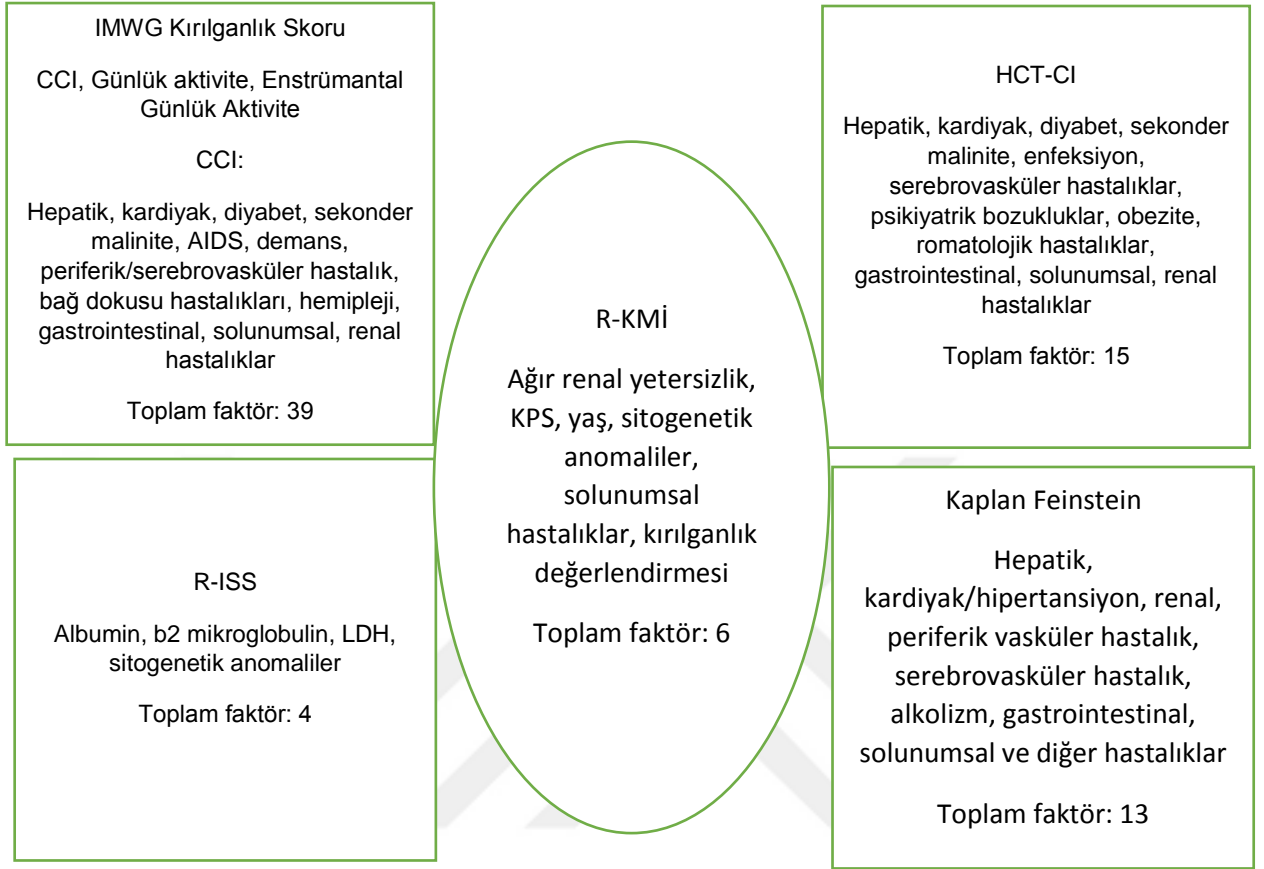 IMWG Kırılganlık Skoru
CCI, Günlük aktivite, Enstrümantal
Günlük Aktivite
CCI:
Hepatik, kardiyak, diyabet, sekonder
malinite, AIDS, demans,
periferik/serebrovasküler hastalık,
bağ dokusu hastalıkları, hemipleji,
gastrointestinal, solunumsal, renal
hastalıklar
Toplam faktör: 39
HCT-CI
Hepatik, kardiyak, diyabet, sekonder
malinite, enfeksiyon,
serebrovasküler hastalıklar,
psikiyatrik bozukluklar, obezite,
romatolojik hastalıklar,
gastrointestinal, solunumsal, renal
hastalıklar
Toplam faktör: 15
R-KMİ
Ağır renal yetersizlik,
KPS, yaş, sitogenetik
anomaliler,
solunumsal
hastalıklar, kırılganlık
değerlendirmesi
Toplam faktör: 6
R-ISS
Albumin, b2 mikroglobulin, LDH,
sitogenetik anomaliler
Toplam faktör: 4
Kaplan Feinstein
Hepatik,
kardiyak/hipertansiyon, renal,
periferik vasküler hastalık,
serebrovasküler hastalık,
alkolizm, gastrointestinal,
solunumsal ve diğer hastalıklar
Toplam faktör: 13